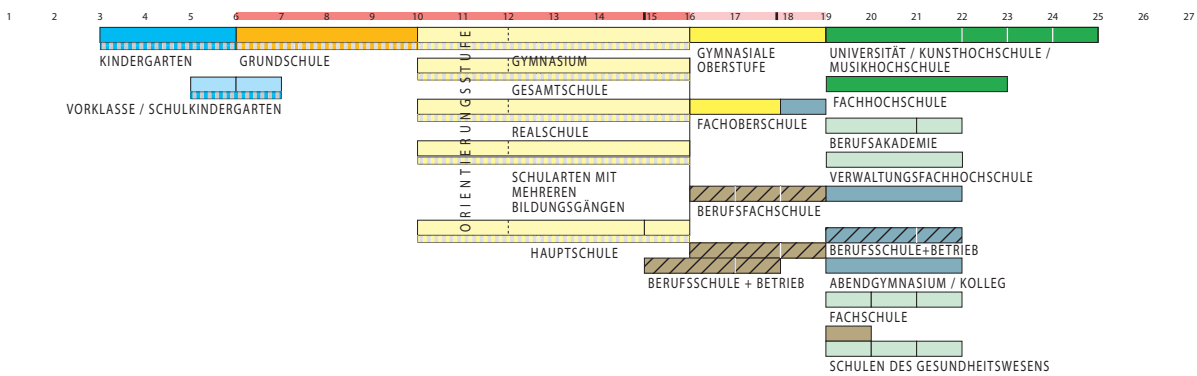 1 2 3 4 5 6 7 8 9 10 11 12 13 14 15 16 17 18 19 20 21 22 23 24 25 26 27
KINDERGARTEN
GRUNDSCHULE
VORKLASSE / SCHULKINDERGARTEN
ORIENTIERUNGSSTUFE
GYMNASIUM
GESAMTSCHULE
REALSCHULE
SCHULARTEN MIT
MEHREREN
BILDUNGSGÄNGEN
HAUPTSCHULE
GYMNASIALE
OBERSTUFE
FACHOBERSCHULE
BERUFSFACHSCHULE
BERUFSSCHULE + BETRIEB
UNIVERSITÄT / KUNSTHOCHSCHULE /
MUSIKHOCHSCHULE
FACHHOCHSCHULE
BERUFSAKADEMIE
VERWALTUNGSFACHHOCHSCHULE
BERUFSSCHULE+BETRIEB
ABENDGYMNASIUM / KOLLEG
FACHSCHULE
SCHULEN DES GESUNDHEITSWESENS